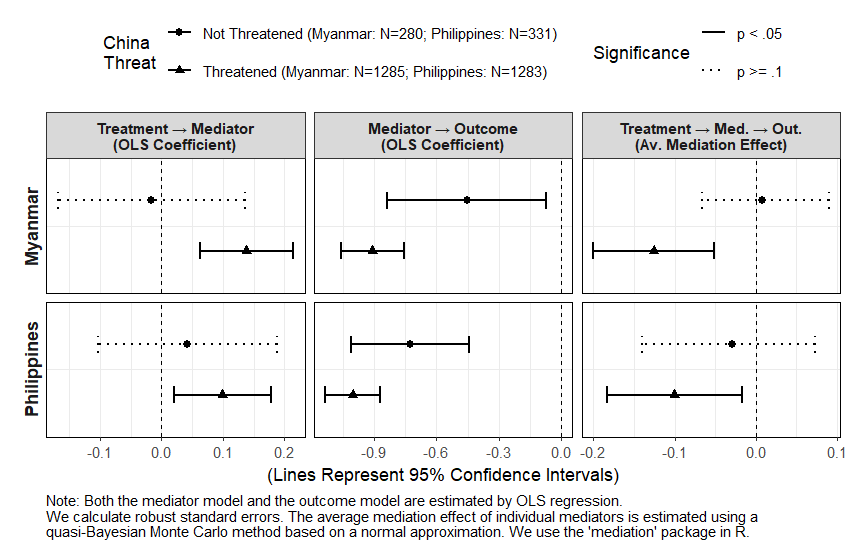 China
Threat
Not Threatened (Myanmar: N=280; Philippines: N=331)
Threatened (Myanmar: N=1285; Philippines: N=1283)
Significance
p < .05
p >= .1
Treatment → Mediator
(OLS Coefficient)
Mediator → Outcome
(OLS Coefficient)
Treatment → Med. → Out.
(Av. Mediation Effect)
Myanmar
Philippines
-0.1 0.0 0.1 0.2
-0.9 -0.6 -0.3 0.0
-0.2 -0.1 0.0 0.1
(Lines Represent 95% Confidence Intervals)
Note: Both the mediator model and the outcome model are estimated by OLS regression.
We calculate robust standard errors. The average mediation effect of individual mediators is estimated using a
quasi-Bayesian Monte Carlo method based on a normal approximation. We use the 'mediation' package in R.